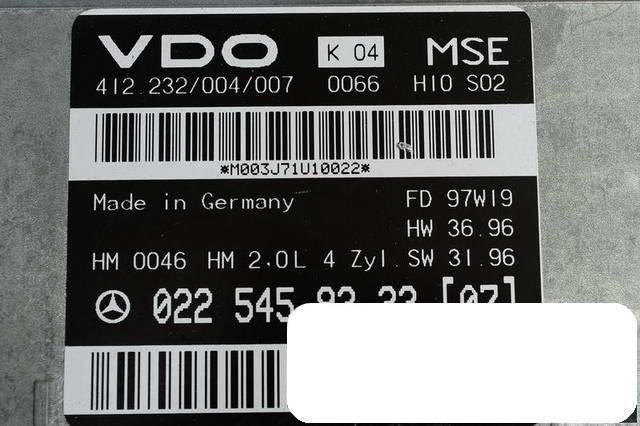 VDO K 04 MSE
412.232/004/007 0066 H10 S02
*M003J71U10022*
Made in Germany FD 97W19
HW 36.96
HM 0046 HM 2.0L 4 Zyl. SW 31.96
022 545